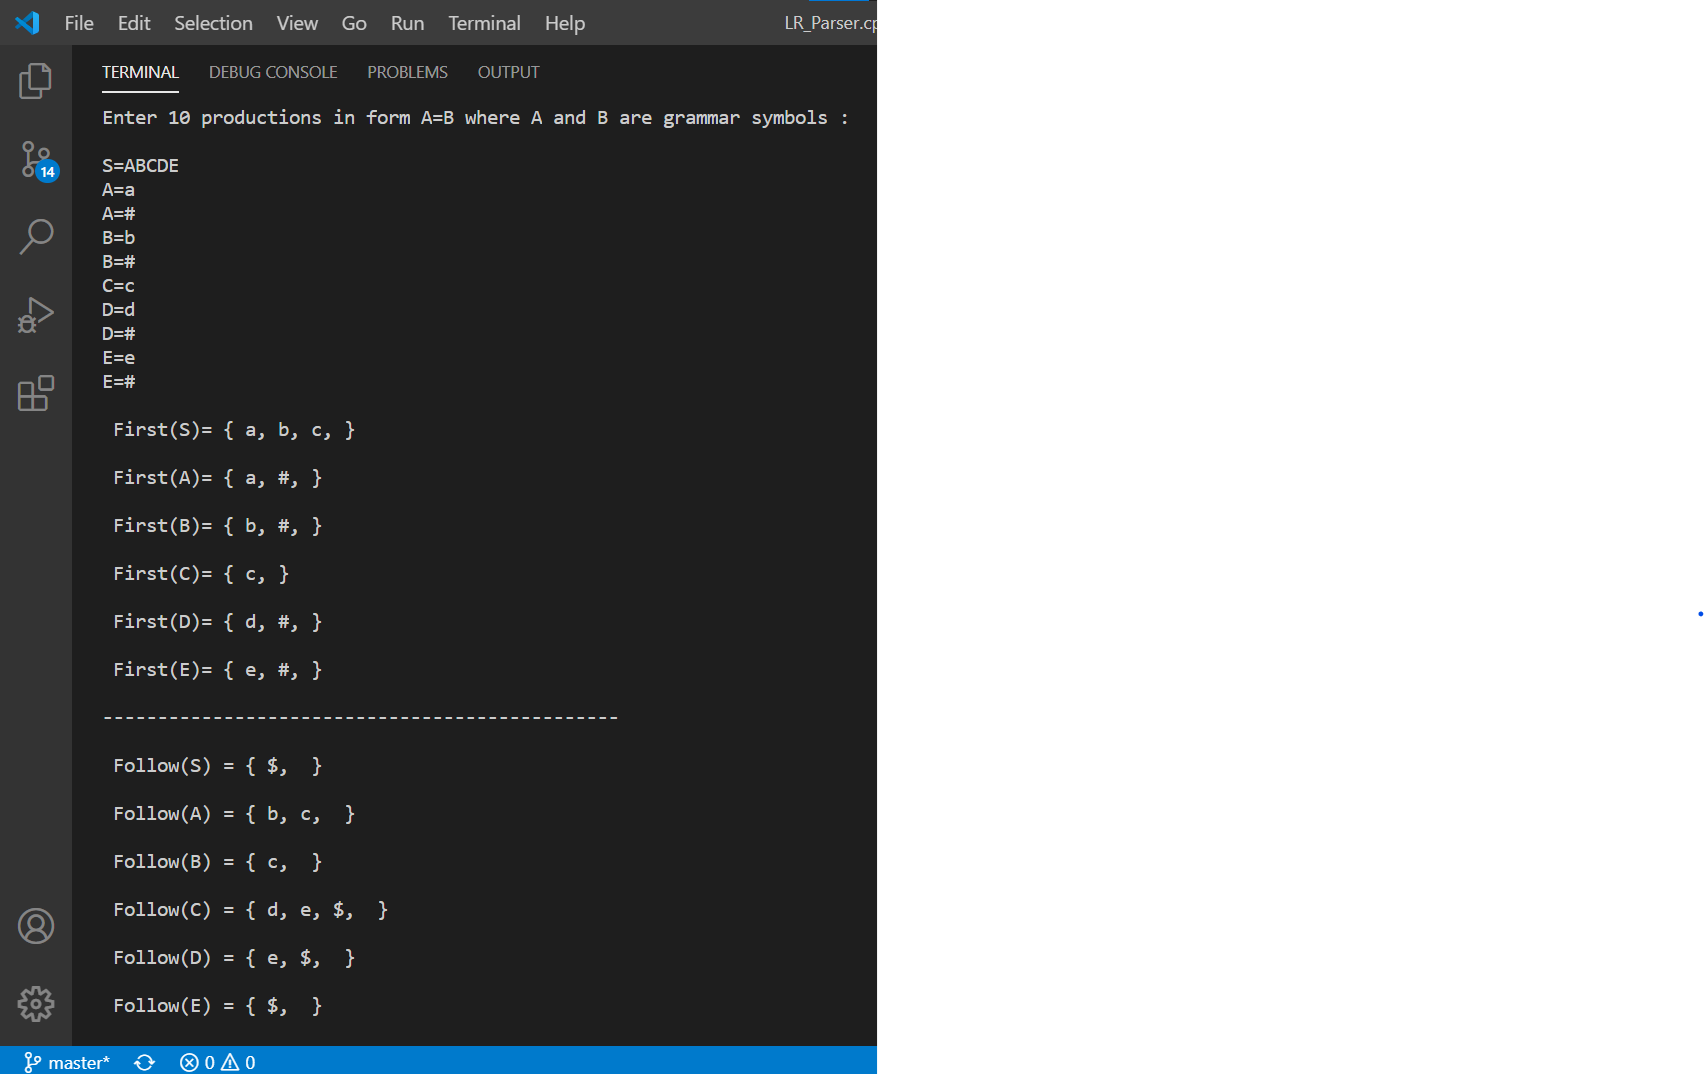 File Edit Selection View Go Run Terminal Help LR_Parser.cp
TERMINAL DEBUG CONSOLE PROBLEMS OUTPUT
Enter 10 productions in form A=B where A and B are grammar symbols :
S=ABCDE
A=a
A=#
B=b
B=#
C=c
D=d
D=#
E=e
E=#
First(S)= { a, b, c, }
First(A)= { a, #, }
First(B)= { b, #, }
First(C)= { c, }
First(D)= { d, #, }
First(E)= { e, #, }
-----------------------------------------------
Follow(S) = { $,  }
Follow(A) = { b, c,  }
Follow(B) = { c,  }
Follow(C) = { d, e, $,  }
Follow(D) = { e, $,  }
Follow(E) = { $,  }
14
master* 0 0